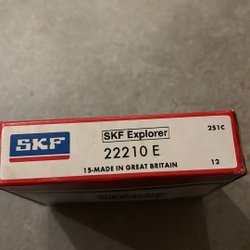 SKF
SKF Explorer
251C
22210 E
15-MADE IN GREAT BRITAIN
12